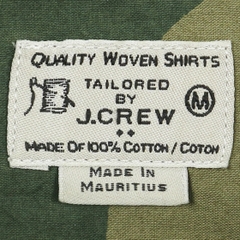 QUALITY WOVEN SHIRTS
TAILORED
BY
J.CREW
M
MADE OF 100% COTTON / COTON
MADE IN
MAURITIUS